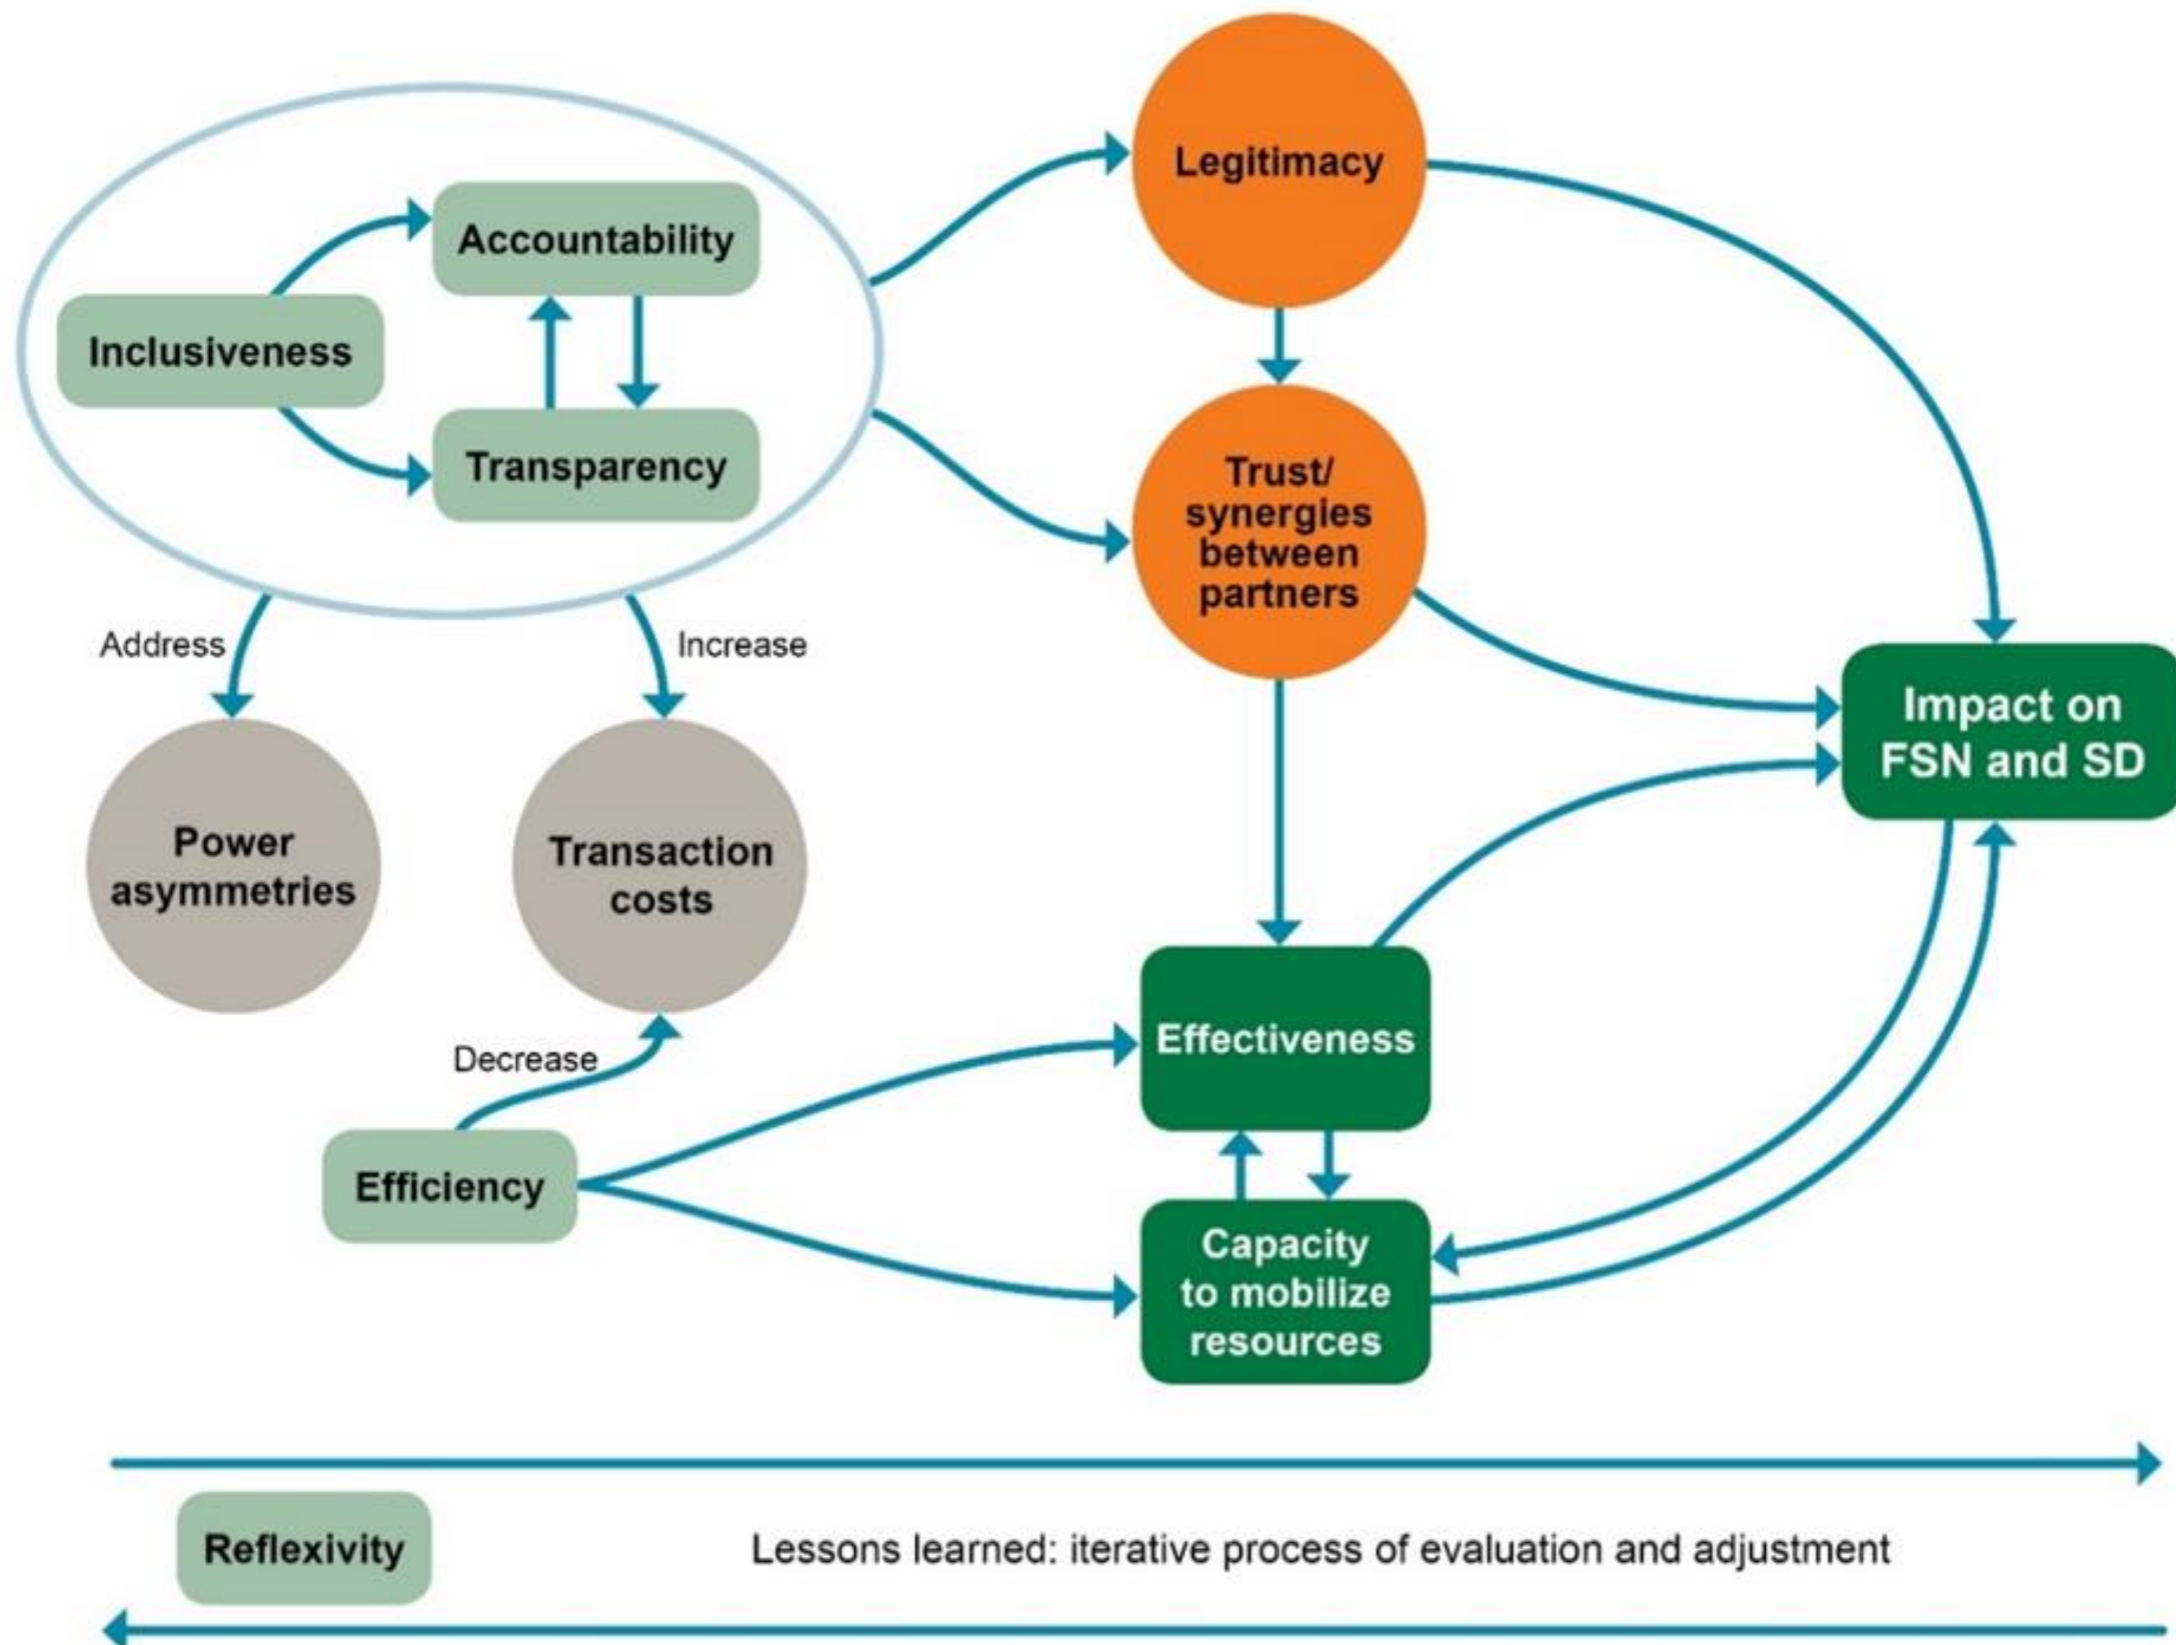 Legitimacy
Accountability
Inclusiveness
Transparency
Trust/
synergies
between
partners
Address
Increase
Impact on
FSN and SD
Power
asymmetries
Transaction
costs
Effectiveness
Decrease
Efficiency
Capacity
to mobilize
resources
Reflexivity
Lessons learned: iterative process of evaluation and adjustment